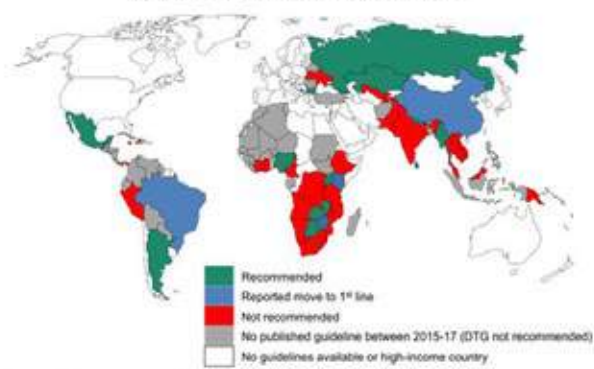 Recommended
Reported move to 1st line
Not recommended
No published guideline between 2015-17 (DTG not recommended)
No guidelines available or high-income country